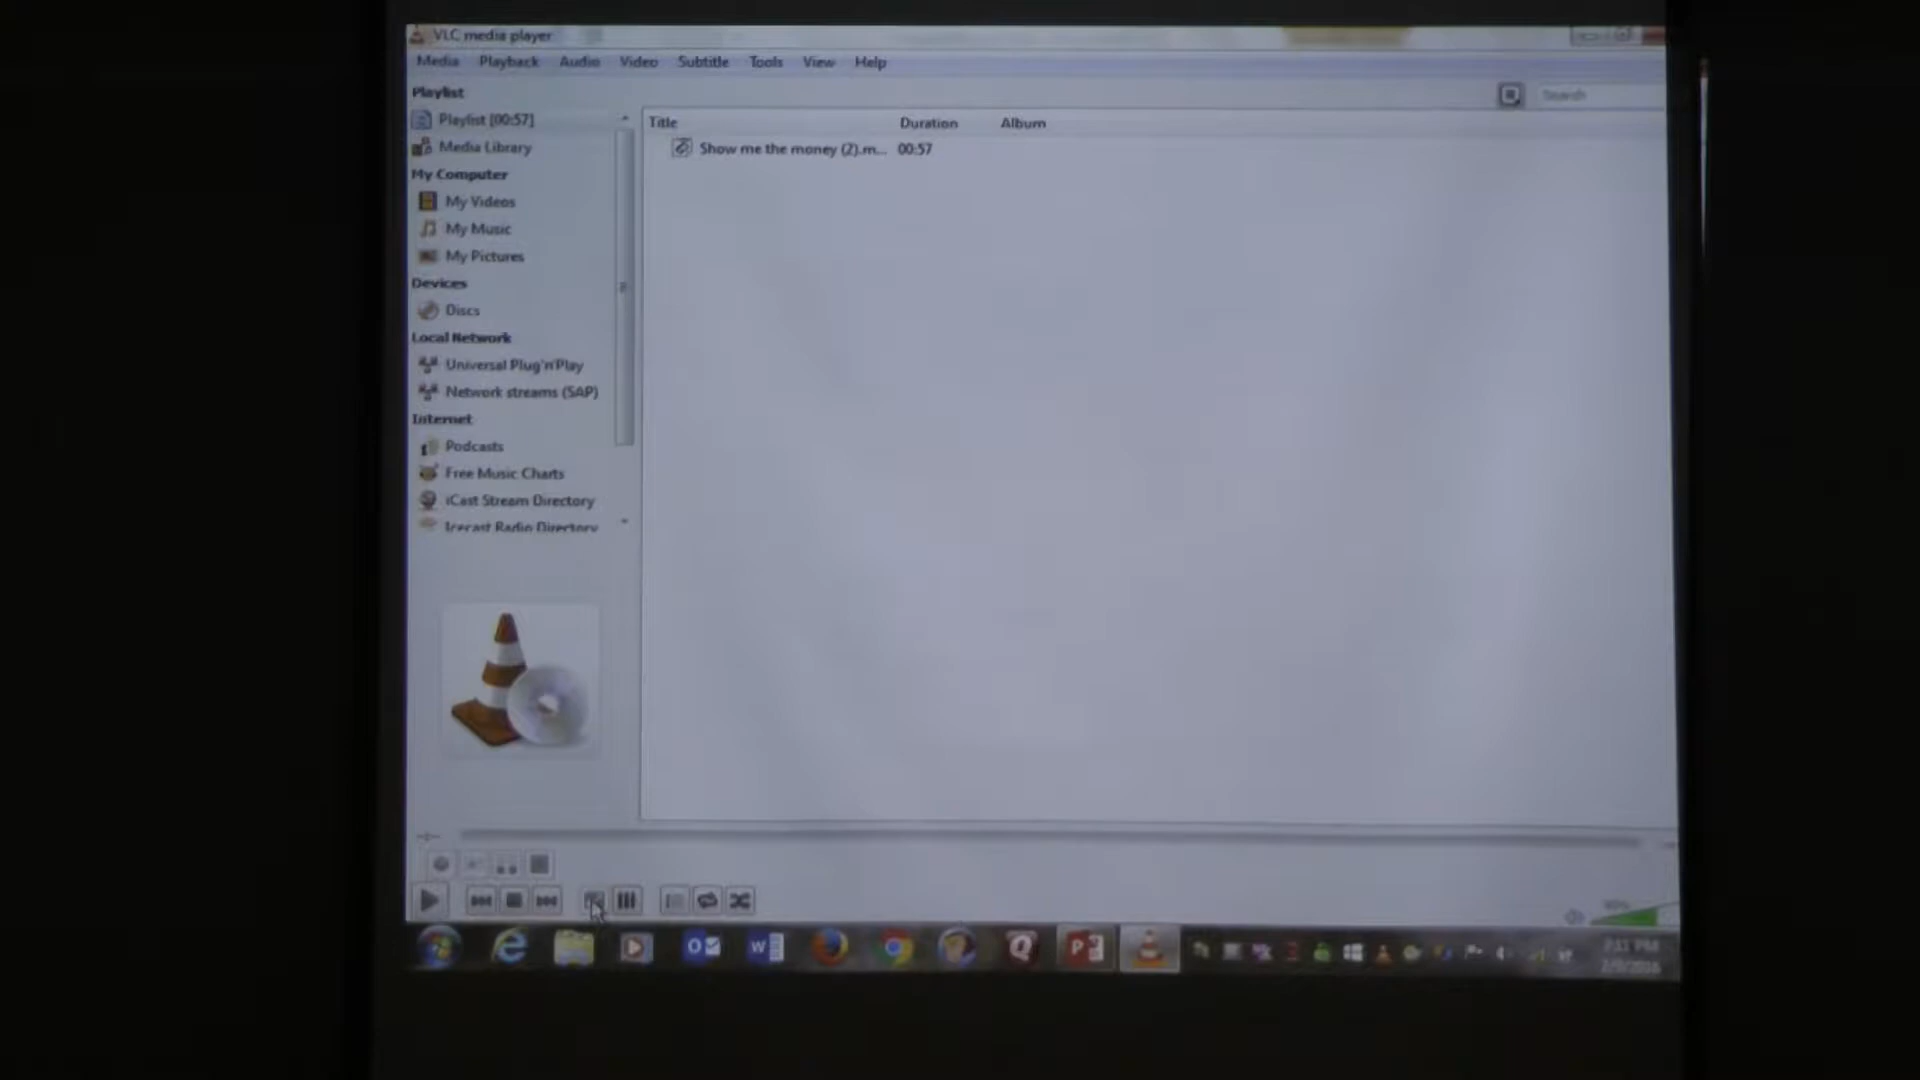 VLC media player
Media Playback Audio Video Subtitle Tools View Help
Playlist
Search
Playlist [00:57]
Media Library
My Computer
My Videos
My Music
My Pictures
Devices
Discs
Local Network
Universal Plug'n'Play
Network streams (SAP)
Internet
Podcasts
Free Music Charts
iCast Stream Directory
Icecast Radio Directory
Title Duration Album
Show me the money (2).m... 00:57